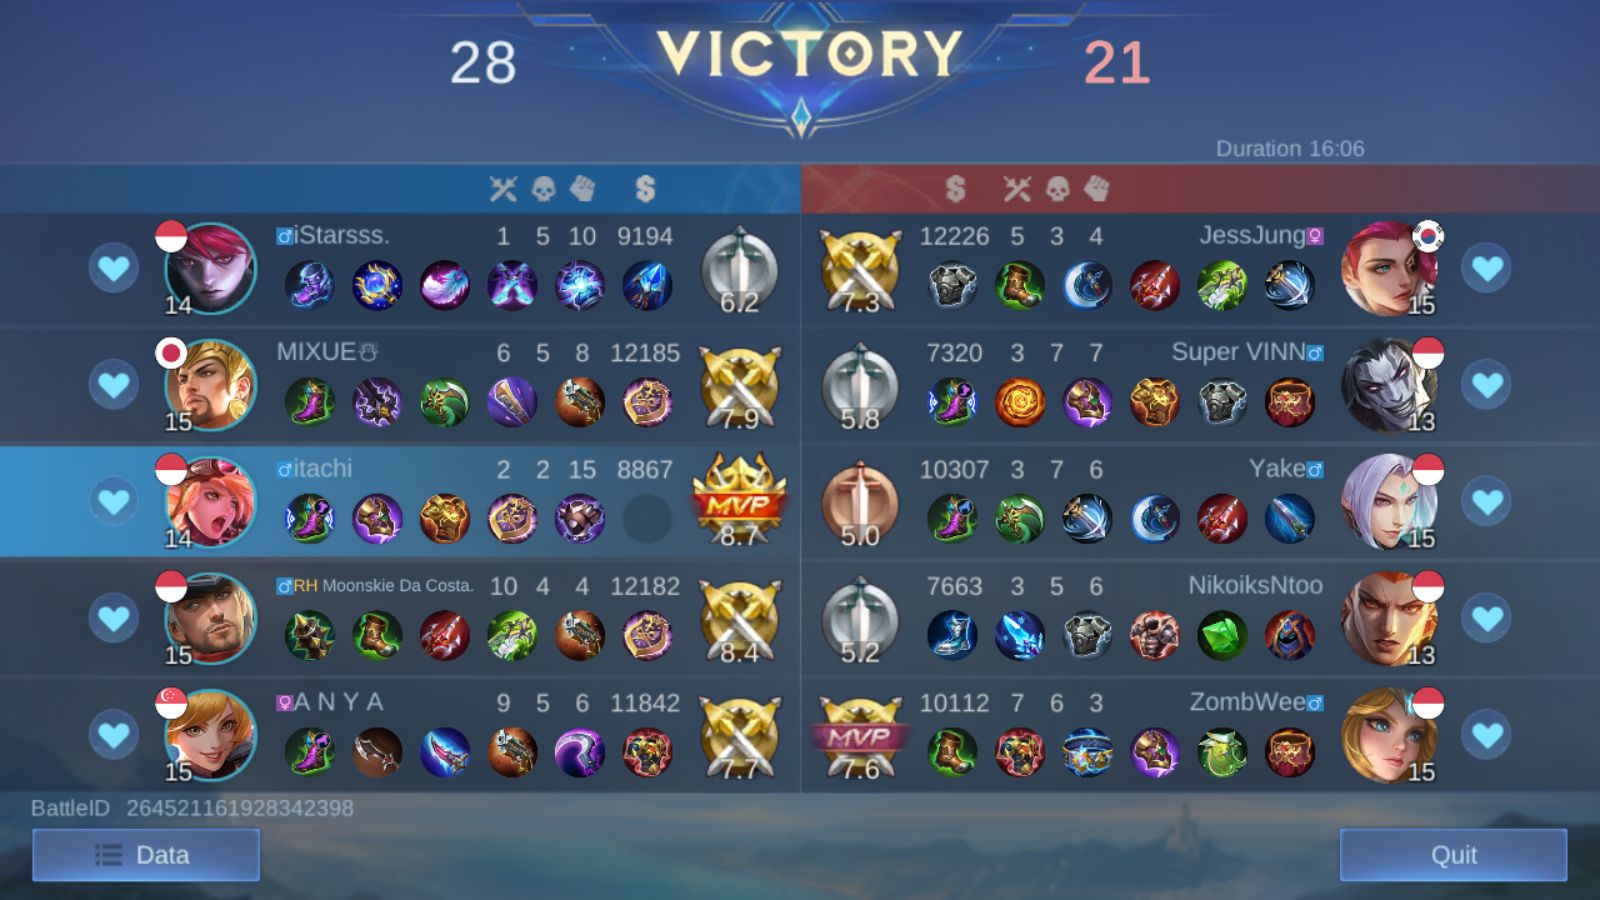 28 VICTORY 21
Duration 16:06
iStarsss. 1 5 10 9194
14 6.2
12226 5 3 4 JessJung
7.3 15
MIXUE 6 5 8 12185
15 7.9
7320 3 7 7 Super VINN
5.8 13
itachi 2 2 15 8867
MVP
14 8.7
10307 3 7 6 Yake
5.0 15
RH Moonskie Da Costa. 10 4 4 12182
15 8.4
7663 3 5 6 NikoiksNtoo
5.2 13
A N Y A 9 5 6 11842
15 7.7
10112 7 6 3 ZombWee
MVP
7.6 15
BattleID 264521161928342398
Data
Quit